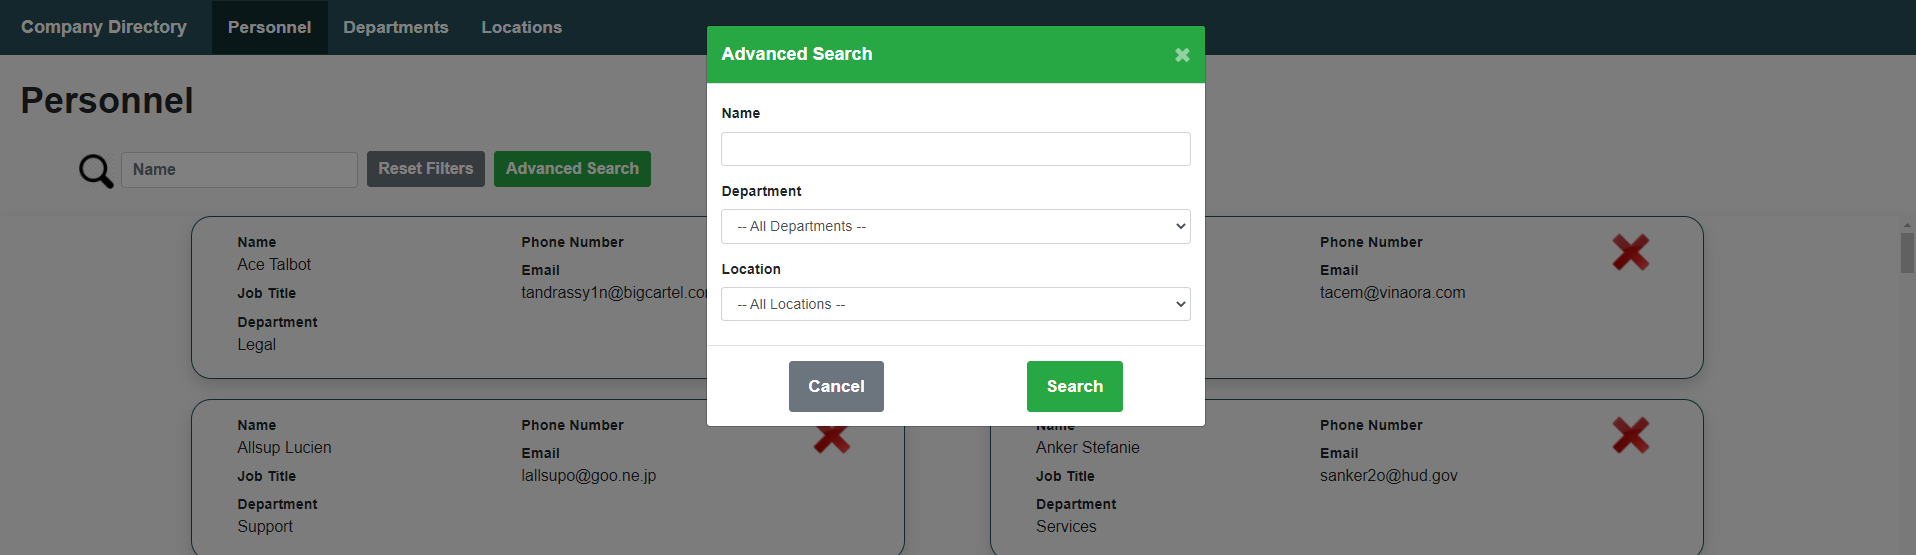 Company Directory
Personnel
Departments
Locations
Personnel
Name
Reset Filters
Advanced Search
Advanced Search
Name
Department
-- All Departments --
Location
-- All Locations --
Cancel
Search
Name
Ace Talbot
Job Title
Department
Legal
Phone Number
Email
tandrassy1n@bigcartel.co
Phone Number
Email
tacem@vinaora.com
Name
Allsup Lucien
Job Title
Department
Support
Phone Number
Email
lallsupo@goo.ne.jp
Name
Anker Stefanie
Job Title
Department
Services
Phone Number
Email
sanker2o@hud.gov